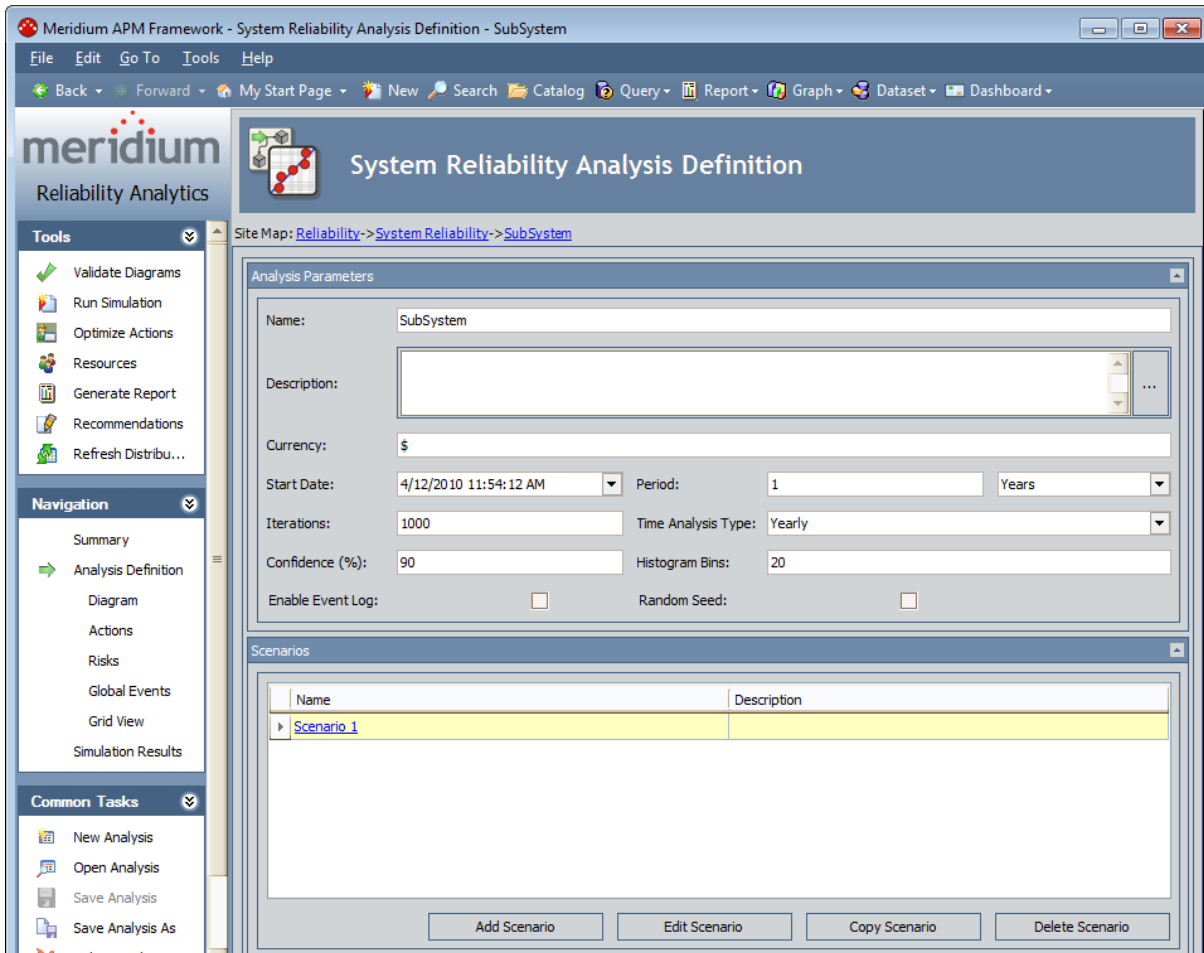 Meridium APM Framework - System Reliability Analysis Definition - SubSystem
File Edit Go To Tools Help
Back Forward My Start Page New Search Catalog Query Report Graph Dataset Dashboard
meridium
Reliability Analytics
System Reliability Analysis Definition
Site Map: Reliability->System Reliability->SubSystem
Tools
Validate Diagrams
Run Simulation
Optimize Actions
Resources
Generate Report
Recommendations
Refresh Distribu...
Navigation
Summary
Analysis Definition
Diagram
Actions
Risks
Global Events
Grid View
Simulation Results
Common Tasks
New Analysis
Open Analysis
Save Analysis
Save Analysis As
Analysis Parameters
Name: SubSystem
Description: ...
Currency: $
Start Date: 4/12/2010 11:54:12 AM Period: 1 Years
Iterations: 1000 Time Analysis Type: Yearly
Confidence (%): 90 Histogram Bins: 20
Enable Event Log: Random Seed:
Scenarios
Name Description
Scenario 1
Add Scenario Edit Scenario Copy Scenario Delete Scenario